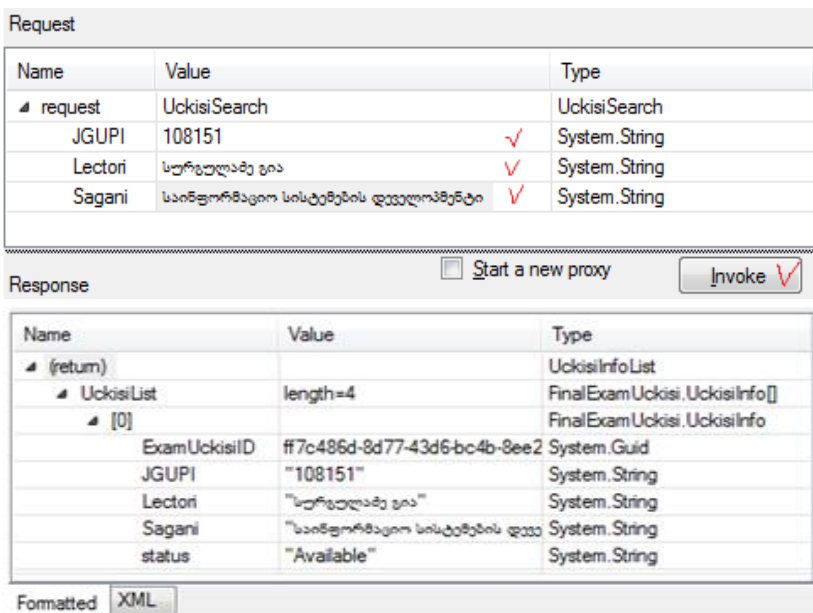 Request
Name Value Type
request UckisiSearch UckisiSearch
JGUPI 108151 System.String
Lectori სურგულაძე გია System.String
Sagani საინფორმაციო სისტემების დეველოპმენტი System.String
Start a new proxy Invoke
Response
Name Value Type
(return) UckisiInfoList
UckisiList length=4 FinalExamUckisi.UckisiInfo[]
[0] FinalExamUckisi.UckisiInfo
ExamUckisiID ff7c486d-8d77-43d6-bc4b-8ee2 System.Guid
JGUPI "108151" System.String
Lectori "სურგულაძე გია" System.String
Sagani "საინფორმაციო სისტემების დევე System.String
status "Available" System.String
Formatted XML